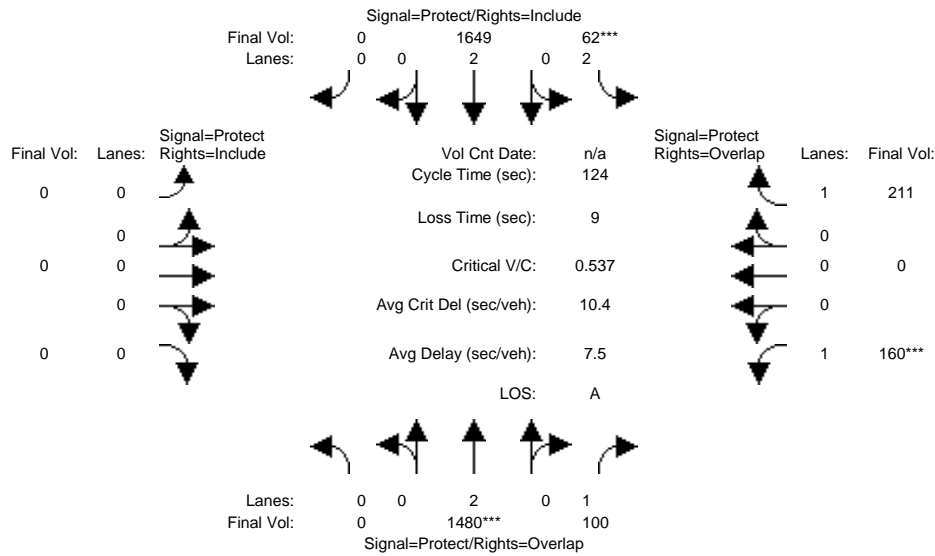 Signal=Protect/Rights=Include
Final Vol: 0 1649 62***
Lanes: 0 0 2 0 2
Signal=Protect Signal=Protect
Final Vol: Lanes: Rights=Include Vol Cnt Date: n/a Rights=Overlap Lanes: Final Vol:
Cycle Time (sec): 124
0 0 1 211
Loss Time (sec): 9
0 0
0 0 Critical V/C: 0.537 0 0
0 Avg Crit Del (sec/veh): 10.4 0
0 0 Avg Delay (sec/veh): 7.5 1 160***
LOS: A
Lanes: 0 0 2 0 1
Final Vol: 0 1480*** 100
Signal=Protect/Rights=Overlap